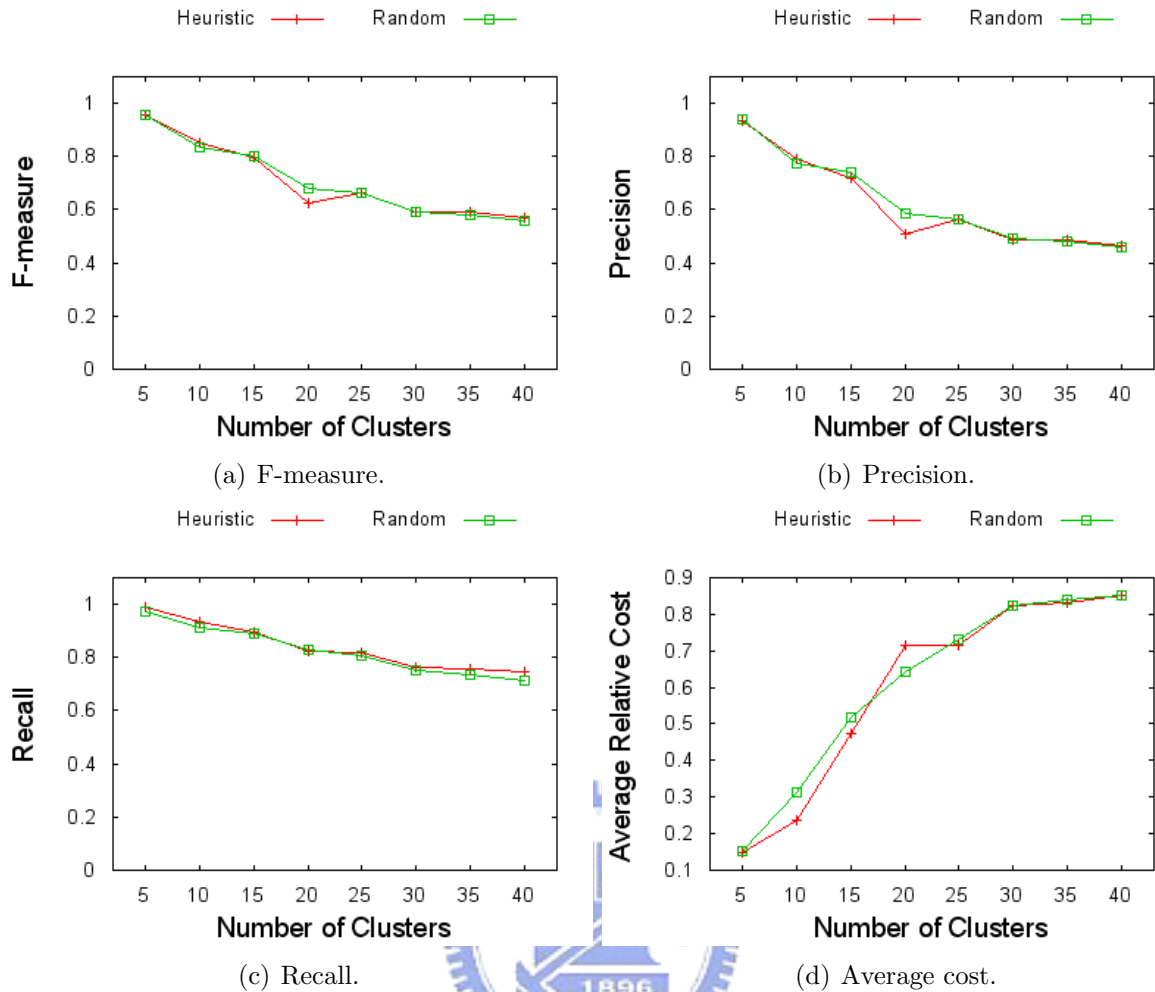 Heuristic Random
F-measure
1
0.8
0.6
0.4
0.2
0
5 10 15 20 25 30 35 40
Number of Clusters
(a) F-measure.
Heuristic Random
Precision
1
0.8
0.6
0.4
0.2
0
5 10 15 20 25 30 35 40
Number of Clusters
(b) Precision.
Heuristic Random
Recall
1
0.8
0.6
0.4
0.2
0
5 10 15 20 25 30 35 40
Number of Clusters
(c) Recall.
Heuristic Random
Average Relative Cost
0.9
0.8
0.7
0.6
0.5
0.4
0.3
0.2
0.1
5 10 15 20 25 30 35 40
Number of Clusters
(d) Average cost.
1896